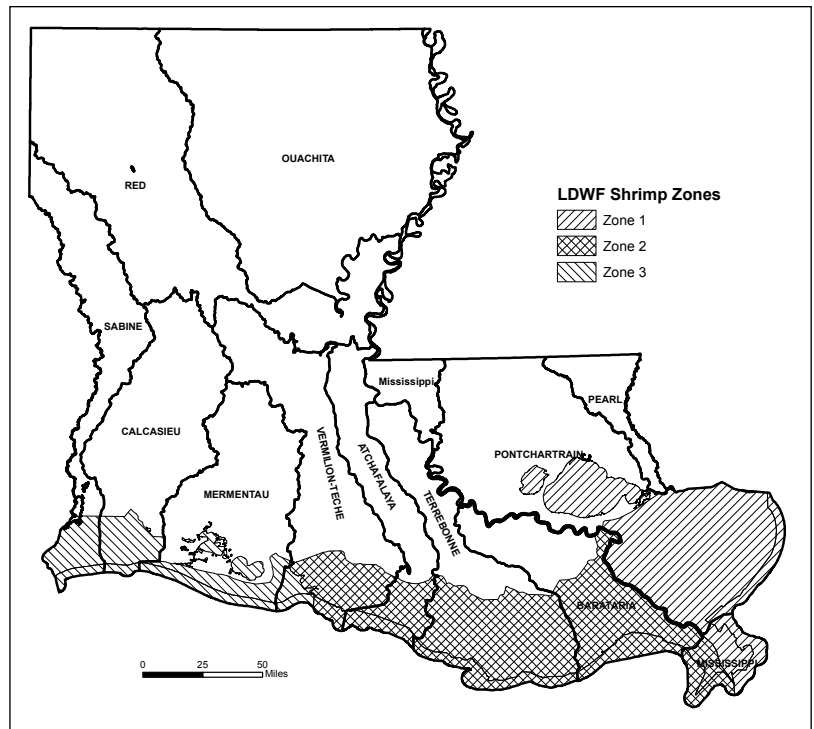 OUACHITA
RED
LDWF Shrimp Zones
Zone 1
Zone 2
Zone 3
SABINE
Mississippi
PEARL
CALCASIEU
VERMILION-TECHE
ATCHAFALAYA
PONTCHARTRAIN
MERMENTAU
TERREBONNE
BARATARIA
MISSISSIPPI
0 25 50
Miles